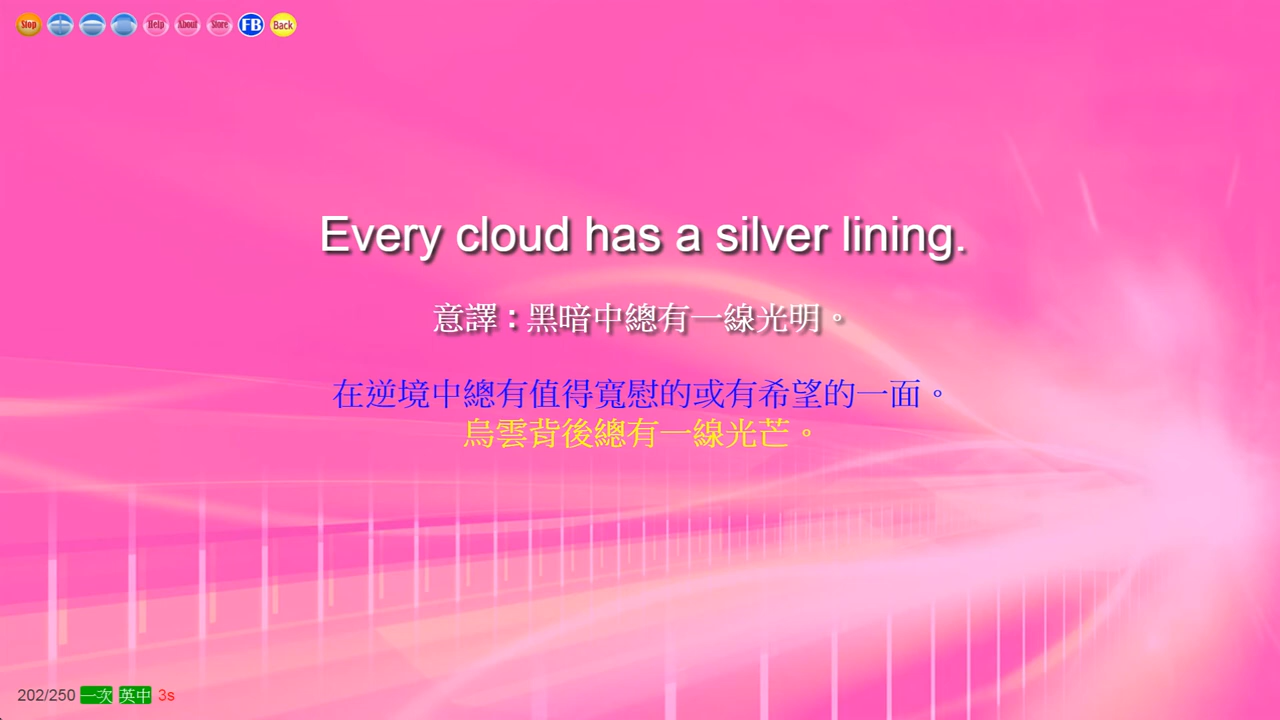 Stop Help About Store FB Back
Every cloud has a silver lining.
意譯：黑暗中總有一線光明。
在逆境中總有值得寬慰的或有希望的一面。
烏雲背後總有一線光芒。
202/250 一次 英中 3s